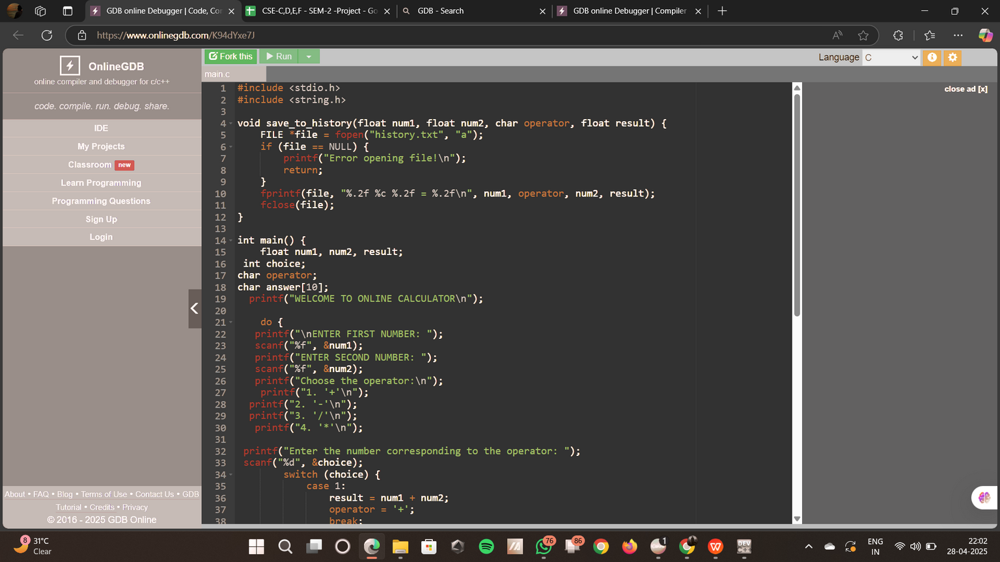 GDB online Debugger | Code, Cor
CSE-C,D,E,F - SEM-2 -Project - Go
GDB - Search
GDB online Debugger | Compiler
https://www.onlinegdb.com/K94dYxe7J
OnlineGDB
online compiler and debugger for c/c++
code. compile. run. debug. share.
IDE
My Projects
Classroom new
Learn Programming
Programming Questions
Sign Up
Login
About • FAQ • Blog • Terms of Use • Contact Us • GDB
Tutorial • Credits • Privacy
© 2016 - 2025 GDB Online
Fork this
Run
Language C
main.c
close ad [x]
1 #include <stdio.h>
2 #include <string.h>
3
4 void save_to_history(float num1, float num2, char operator, float result) {
5     FILE *file = fopen("history.txt", "a");
6     if (file == NULL) {
7         printf("Error opening file!\n");
8         return;
9     }
10     fprintf(file, "%.2f %c %.2f = %.2f\n", num1, operator, num2, result);
11     fclose(file);
12 }
13
14 int main() {
15     float num1, num2, result;
16  int choice;
17 char operator;
18 char answer[10];
19   printf("WELCOME TO ONLINE CALCULATOR\n");
20
21     do {
22    printf("\nENTER FIRST NUMBER: ");
23    scanf("%f", &num1);
24    printf("ENTER SECOND NUMBER: ");
25    scanf("%f", &num2);
26    printf("Choose the operator:\n");
27     printf("1. '+'\n");
28   printf("2. '-'\n");
29   printf("3. '/'\n");
30    printf("4. '*'\n");
31
32  printf("Enter the number corresponding to the operator: ");
33  scanf("%d", &choice);
34         switch (choice) {
35             case 1:
36                 result = num1 + num2;
37                 operator = '+';
38                 break;
8
31°C
Clear
76
86
1
DEV
C++
ENG
IN
22:02
28-04-2025